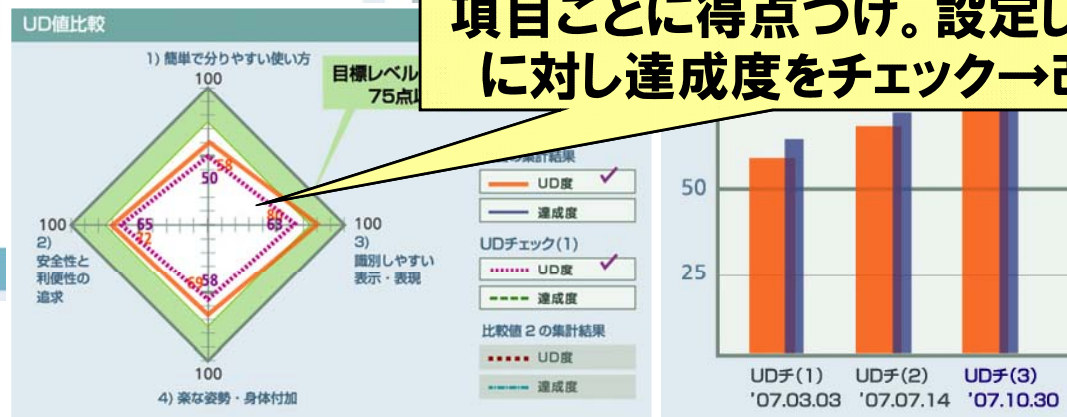 UD値比較
項目ごとに得点つけ。設定し
に対し達成度をチェック→
1) 簡単で分りやすい使い方
100
目標レベル
75点
58
50
100
65
72
80
63
100
2)
安全性と
利便性の
追求
3)
識別しやすい
表示・表現
69
58
100
4) 楽な姿勢・身体付加
の集計結果
UD度
達成度
UDチェック(1)
UD度
達成度
比較値 2 の集計結果
UD度
達成度
50
25
UDチ(1)
UDチ(2)
UDチ(3)
'07.03.03
'07.07.14
'07.10.30